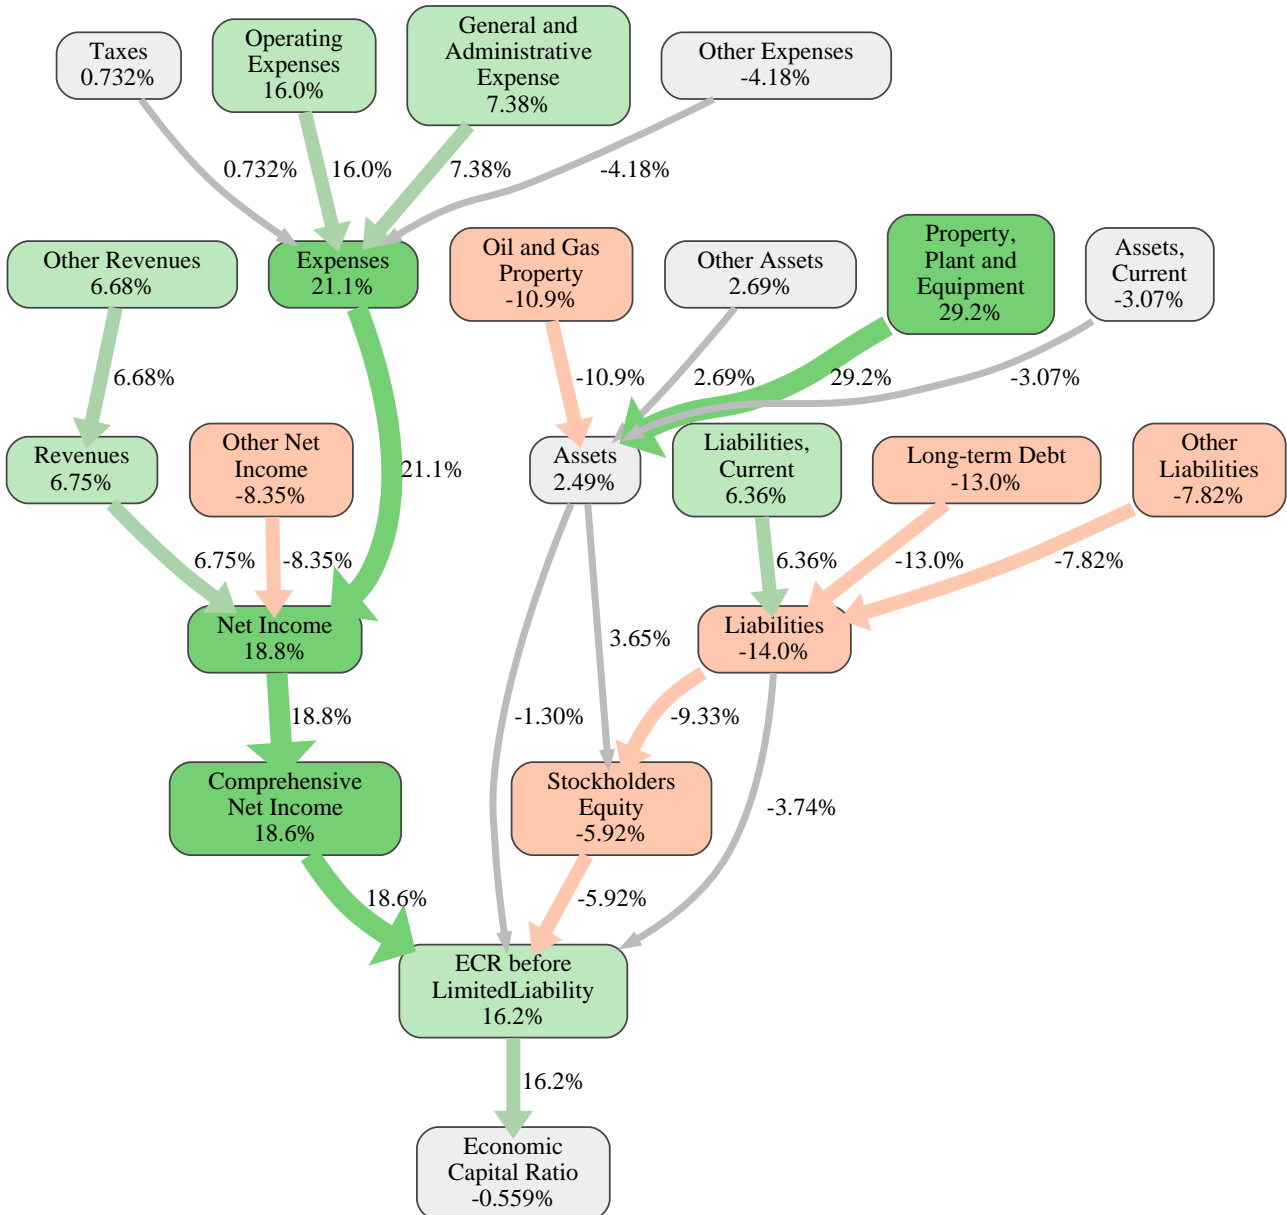 Taxes
0.732%
Operating
Expenses
16.0%
General and
Administrative
Expense
7.38%
Other Expenses
-4.18%
0.732%
16.0%
7.38%
-4.18%
Other Revenues
6.68%
Expenses
21.1%
Oil and Gas
Property
-10.9%
Other Assets
2.69%
Property,
Plant and
Equipment
29.2%
Assets,
Current
-3.07%
6.68%
-10.9%
2.69%
29.2%
-3.07%
Revenues
6.75%
Other Net
Income
-8.35%
21.1%
Assets
2.49%
Liabilities,
Current
6.36%
Long-term Debt
-13.0%
Other
Liabilities
-7.82%
6.75%
-8.35%
6.36%
-13.0%
-7.82%
Net Income
18.8%
3.65%
Liabilities
-14.0%
18.8%
-1.30%
-9.33%
Comprehensive
Net Income
18.6%
Stockholders
Equity
-5.92%
-3.74%
18.6%
-5.92%
ECR before
LimitedLiability
16.2%
16.2%
Economic
Capital Ratio
-0.559%